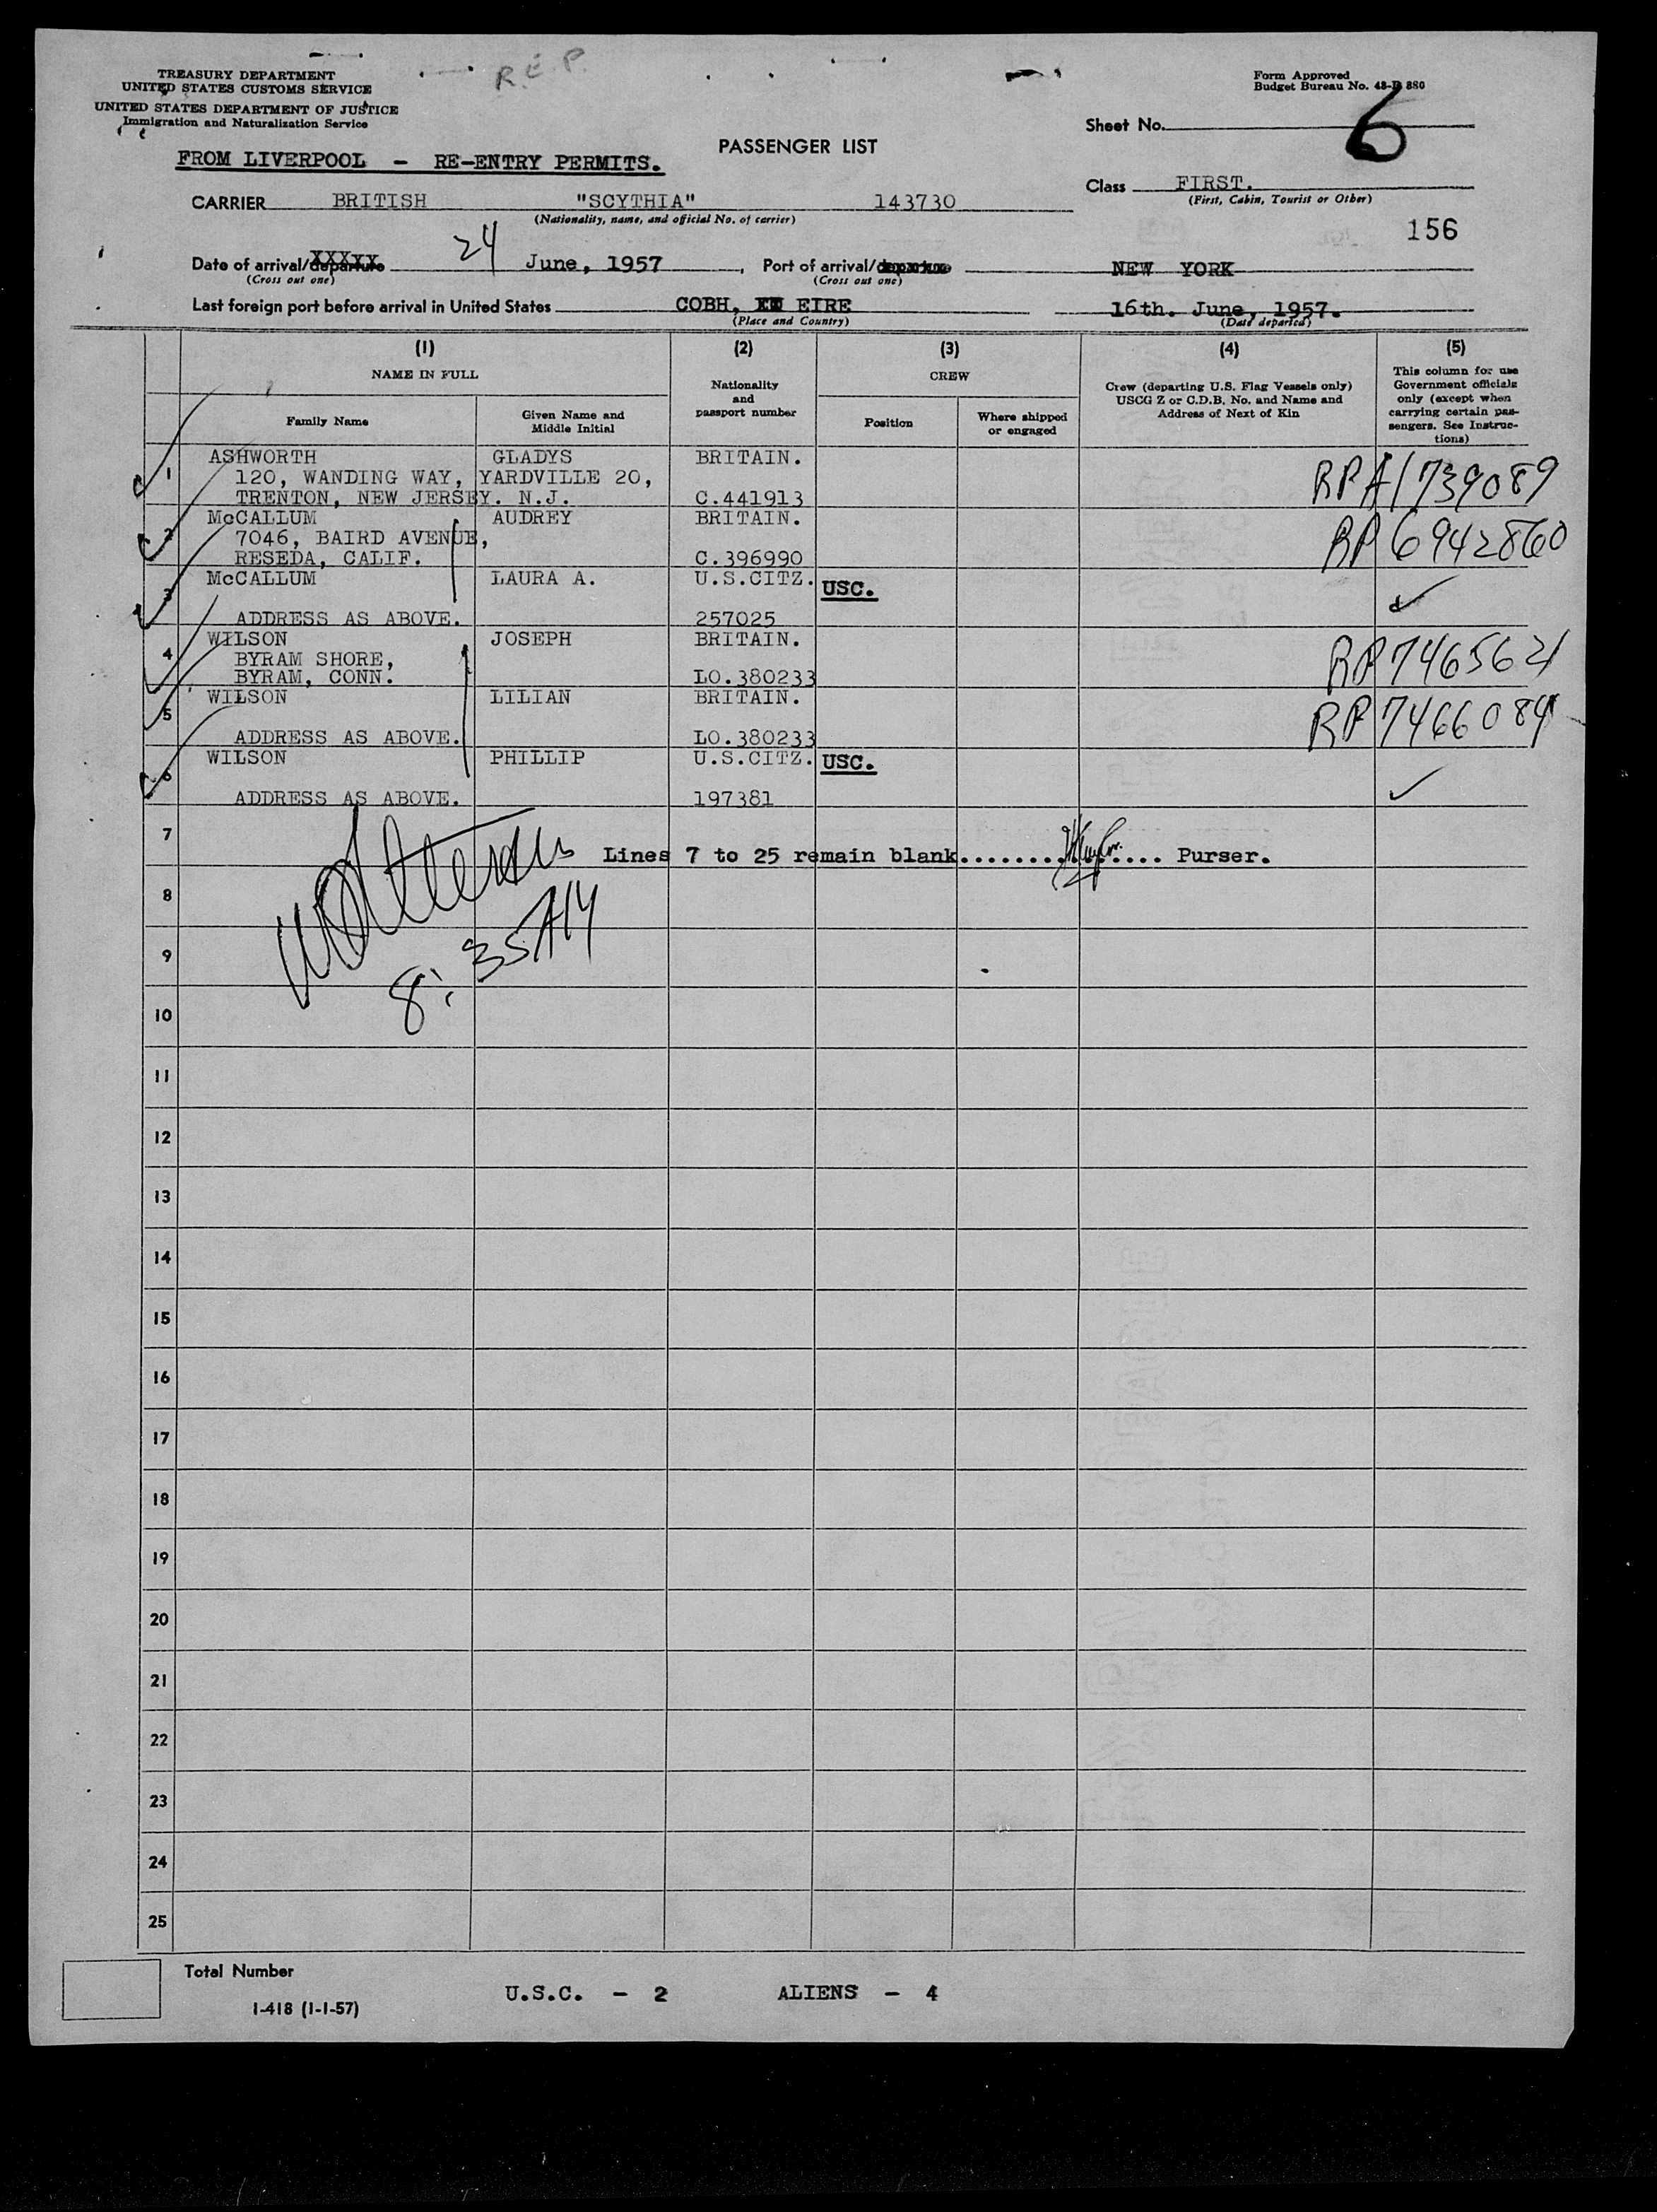 R.E.P.
TREASURY DEPARTMENT
UNITED STATES CUSTOMS SERVICE
UNITED STATES DEPARTMENT OF JUSTICE
Immigration and Naturalization Service
Form Approved
Budget Bureau No. 43-R 880
Sheet No. 6
PASSENGER LIST
FROM LIVERPOOL - RE-ENTRY PERMITS.
Class FIRST.
(First, Cabin, Tourist or Other)
CARRIER BRITISH "SCYTHIA" 143730
(Nationality, name, and official No. of carrier)
156
Date of arrival/departure 24 June, 1957, Port of arrival/departure NEW YORK
(Cross out one) (Cross out one)
Last foreign port before arrival in United States COBH, EIRE 16th. June, 1957.
(Place and Country) (Date departed)
(1) (2) (3) (4) (5)
NAME IN FULL
Nationality and passport number
CREW
Crew (departing U.S. Flag Vessels only) USCG Z or C.D.B. No. and Name and Address of Next of Kin
This column for use Government officials only (except when carrying certain passengers. See Instructions)
Family Name
Given Name and Middle Initial
Position
Where shipped or engaged
1 ASHWORTH GLADYS BRITAIN.
120, WANDING WAY, YARDVILLE 20,
TRENTON, NEW JERSEY. N.J. C.441913 RPA1739089
2 McCALLUM AUDREY BRITAIN.
7046, BAIRD AVENUE,
RESEDA, CALIF. C.396990 RP6942860
3 McCALLUM LAURA A. U.S.CITZ. USC.
ADDRESS AS ABOVE. 257025
4 WILSON JOSEPH BRITAIN.
BYRAM SHORE,
BYRAM, CONN. LO.380233 RP7465621
5 WILSON LILIAN BRITAIN.
ADDRESS AS ABOVE. LO.380233 RP7466084
6 WILSON PHILLIP U.S.CITZ. USC.
ADDRESS AS ABOVE. 197381
7
Lines 7 to 25 remain blank............ Purser.
8
8:35AM
9
10
11
12
13
14
15
16
17
18
19
20
21
22
23
24
25
Total Number
I-418 (1-1-57)
U.S.C. - 2 ALIENS - 4